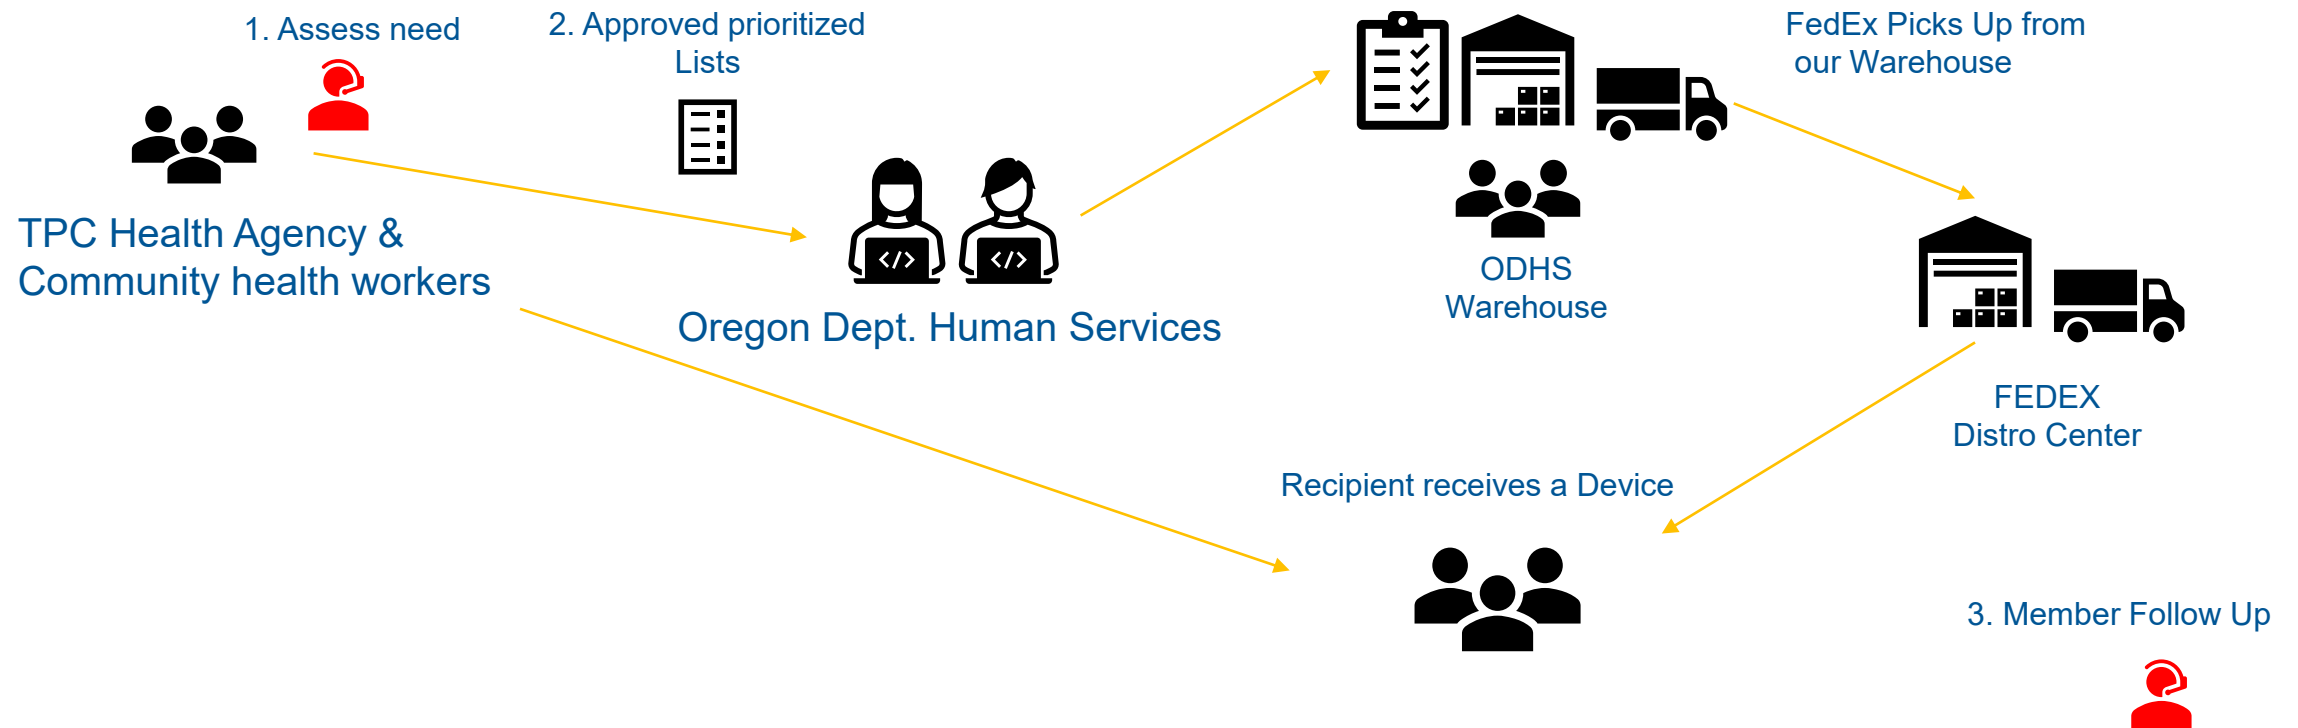 1. Assess need
2. Approved prioritized
Lists
FedEx Picks Up from
our Warehouse
TPC Health Agency &
Community health workers
</>
</>
Oregon Dept. Human Services
ODHS
Warehouse
FEDEX
Distro Center
Recipient receives a Device
3. Member Follow Up